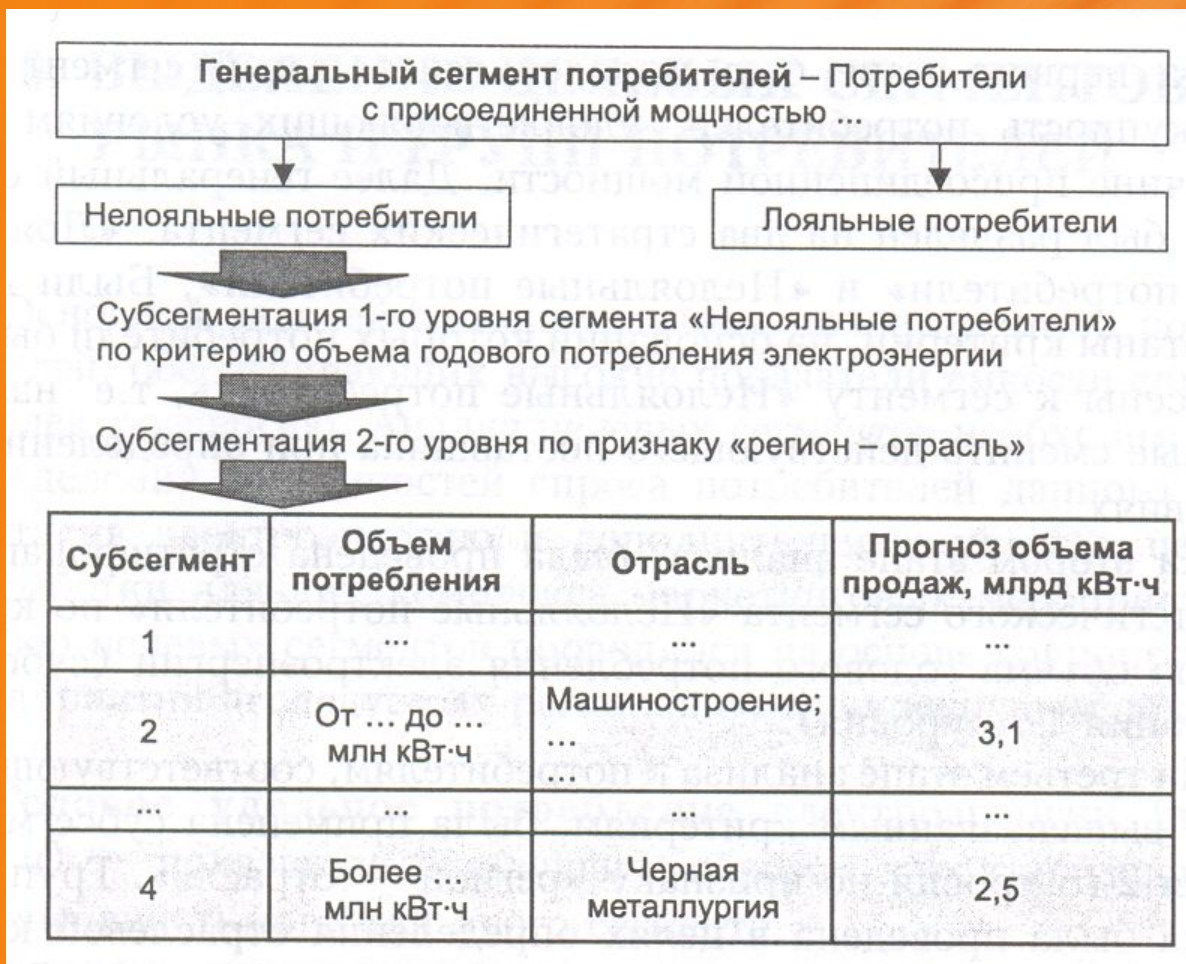 Генеральный сегмент потребителей – Потребители
с присоединенной мощностью ...
Нелояльные потребители
Лояльные потребители
Субсегментация 1-го уровня сегмента «Нелояльные потребители»
по критерию объема годового потребления электроэнергии
Субсегментация 2-го уровня по признаку «регион – отрасль»
Субсегмент
Объем
потребления
Отрасль
Прогноз объема
продаж, млрд кВт·ч
1
...
...
...
2
От ... до ...
млн кВт·ч
Машиностроение;
...
...
3,1
...
...
...
...
4
Более ...
млн кВт·ч
Черная
металлургия
2,5